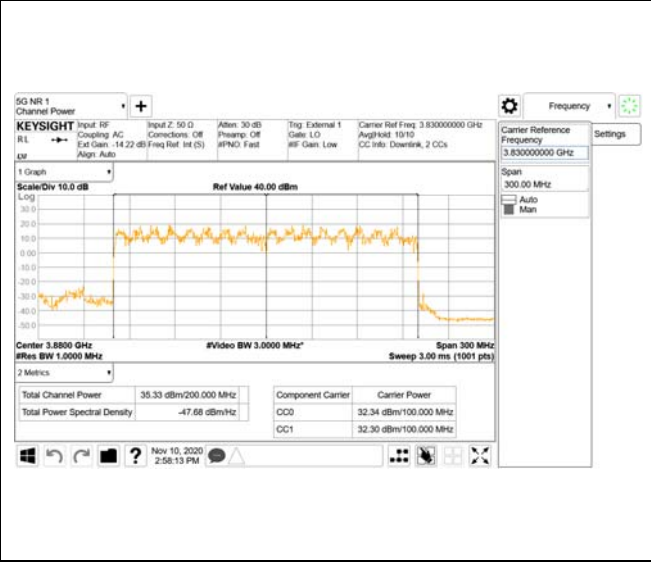 5G NR 1
Channel Power
Frequency
KEYSIGHT
RL
Input: RF
Coupling: AC
Ext Gain: -14.22 dB
Align: Auto
Input Z: 50 Ω
Corrections: Off
Freq Ref: Int (S)
Atten: 30 dB
Preamp: Off
#PNO: Fast
Trig: External 1
Gate: LO
#IF Gain: Low
Carrier Ref Freq: 3.830000000 GHz
Avg|Hold: 10/10
CC Info: Downlink, 2 CCs
Carrier Reference
Frequency
3.830000000 GHz
Settings
Span
300.00 MHz
Auto
Man
1 Graph
Scale/Div 10.0 dB
Ref Value 40.00 dBm
Log
30.0
20.0
10.0
0.00
-10.0
-20.0
-30.0
-40.0
-50.0
Center 3.8800 GHz
#Video BW 3.0000 MHz*
Span 300 MHz
#Res BW 1.0000 MHz
Sweep 3.00 ms (1001 pts)
2 Metrics
Total Channel Power 35.33 dBm/200.000 MHz
Total Power Spectral Density -47.68 dBm/Hz
Component Carrier Carrier Power
CC0 32.34 dBm/100.000 MHz
CC1 32.30 dBm/100.000 MHz
?
Nov 10, 2020
2:58:13 PM